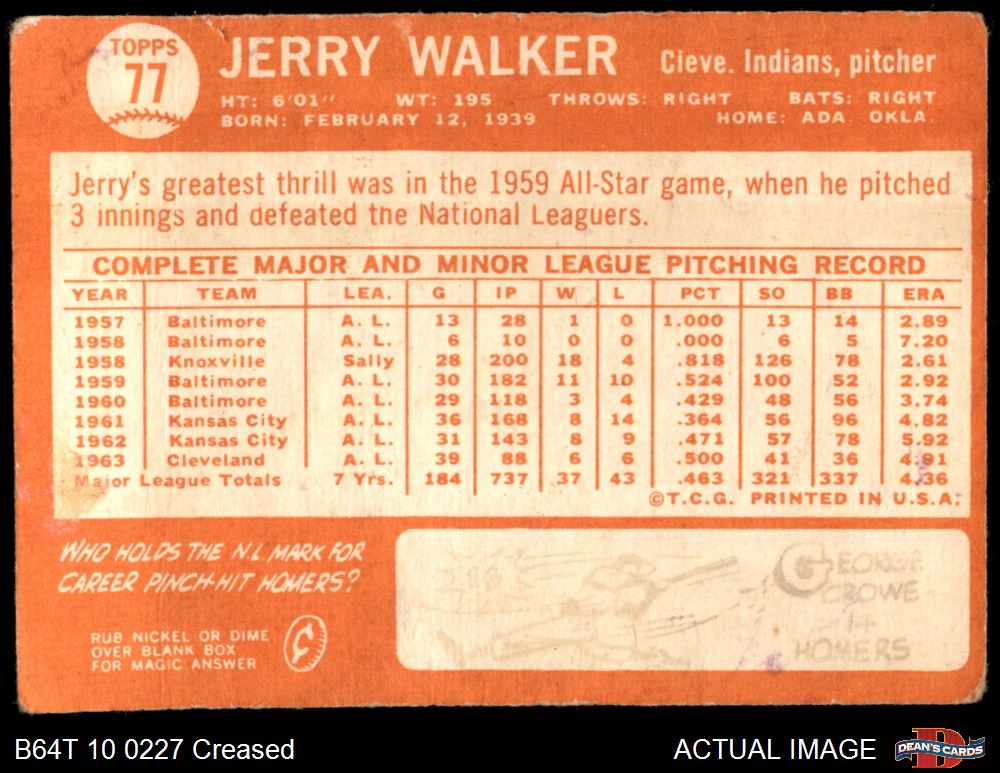 TOPPS
77
JERRY WALKER
Cleve. Indians, pitcher
HT: 6'01" WT: 195 THROWS: RIGHT BATS: RIGHT
BORN: FEBRUARY 12, 1939 HOME: ADA. OKLA.
Jerry's greatest thrill was in the 1959 All-Star game, when he pitched
3 innings and defeated the National Leaguers.
COMPLETE MAJOR AND MINOR LEAGUE PITCHING RECORD
YEAR TEAM LEA. G IP W L PCT SO BB ERA
1957 Baltimore A. L. 13 28 1 0 1.000 13 14 2.89
1958 Baltimore A. L. 6 10 0 0 .000 6 5 7.20
1958 Knoxville Sally 28 200 18 4 .818 126 78 2.61
1959 Baltimore A. L. 30 182 11 10 .524 100 52 2.92
1960 Baltimore A. L. 29 118 3 4 .429 48 56 3.74
1961 Kansas City A. L. 36 168 8 14 .364 56 96 4.82
1962 Kansas City A. L. 31 143 8 9 .471 57 78 5.92
1963 Cleveland A. L. 39 88 6 6 .500 41 36 4.91
Major League Totals 7 Yrs. 184 737 37 43 .463 321 337 4.36
©T.C.G. PRINTED IN U.S.A.
WHO HOLDS THE N.L. MARK FOR
CAREER PINCH-HIT HOMERS?
RUB NICKEL OR DIME
OVER BLANK BOX
FOR MAGIC ANSWER
GEORGE
CROWE
14
HOMERS
B64T 10 0227 Creased
ACTUAL IMAGE
DEAN'S CARDS